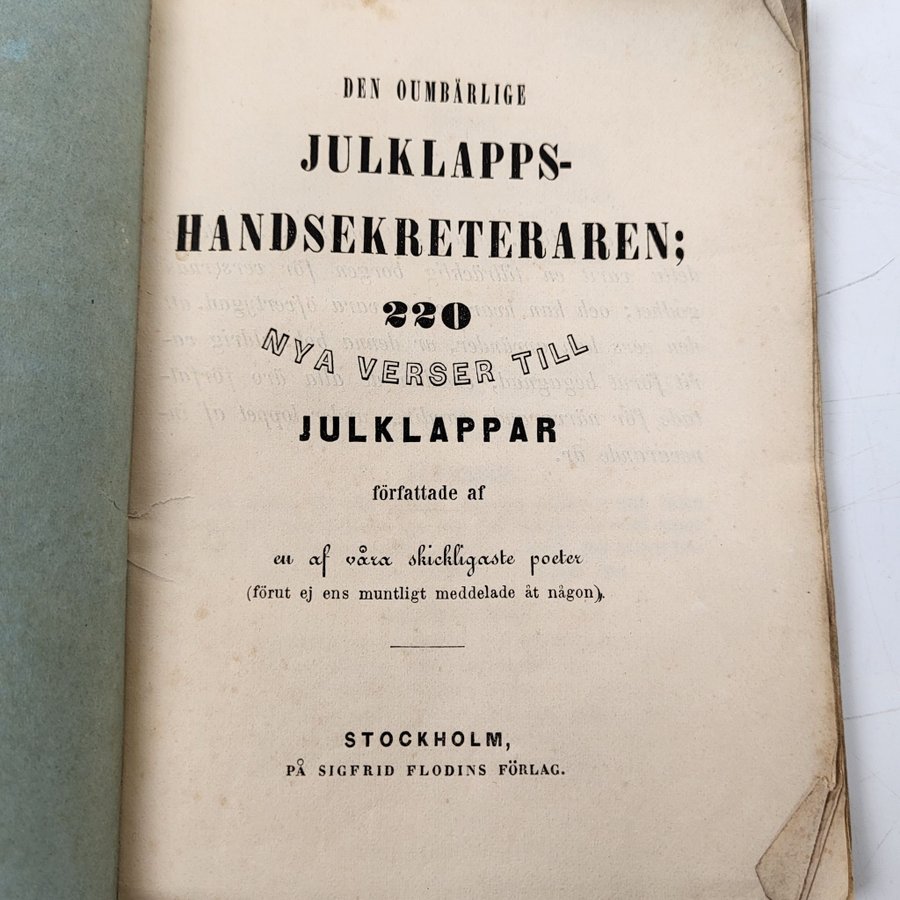 DEN OUMBÄRLIGE
JULKLAPPS-
HANDSEKRETERAREN;
220
NYA VERSER TILL
JULKLAPPAR
författade af
en af våra skickligaste poeter
(förut ej ens muntligt meddelade åt någon).
STOCKHOLM,
PÅ SIGFRID FLODINS FÖRLAG.